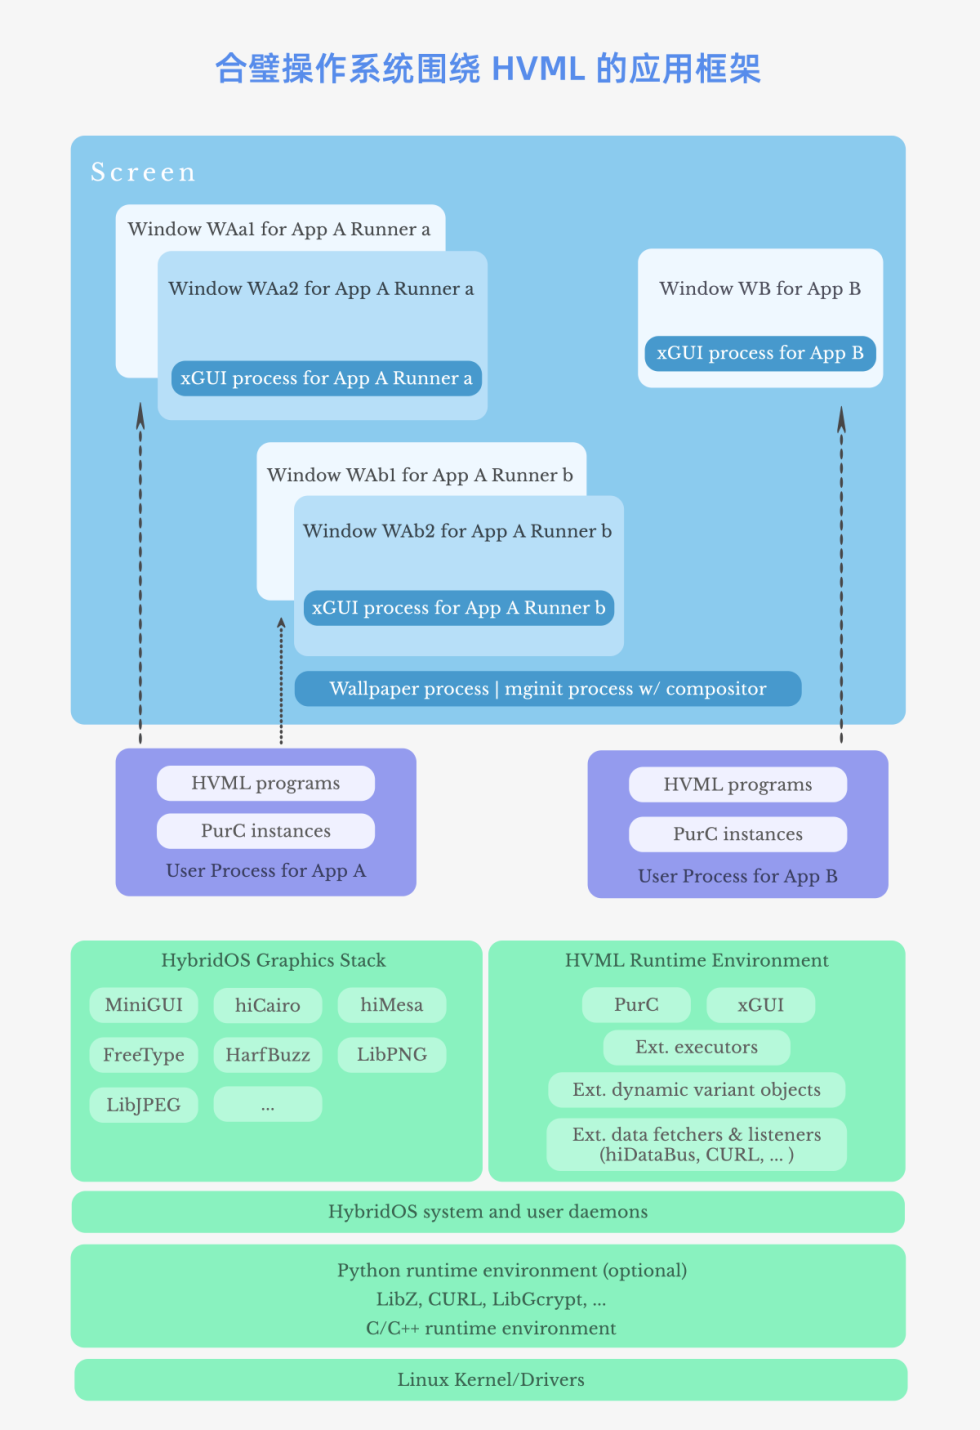 合璧操作系统围绕 HVML 的应用框架
Screen
Window WAa1 for App A Runner a
Window WAa2 for App A Runner a
xGUI process for App A Runner a
Window WB for App B
xGUI process for App B
Window WAb1 for App A Runner b
Window WAb2 for App A Runner b
xGUI process for App A Runner b
Wallpaper process | mginit process w/ compositor
HVML programs
PurC instances
User Process for App A
HVML programs
PurC instances
User Process for App B
HybridOS Graphics Stack
MiniGUI
hiCairo
hiMesa
FreeType
HarfBuzz
LibPNG
LibJPEG
...
HVML Runtime Environment
PurC
xGUI
Ext. executors
Ext. dynamic variant objects
Ext. data fetchers & listeners
(hiDataBus, CURL, ... )
HybridOS system and user daemons
Python runtime environment (optional)
LibZ, CURL, LibGcrypt, ...
C/C++ runtime environment
Linux Kernel/Drivers